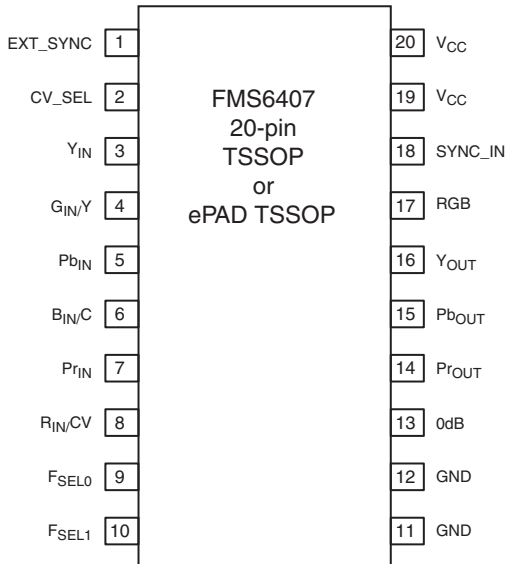 EXT_SYNC 1
CV_SEL 2
YIN 3
GIN/Y 4
PbIN 5
BIN/C 6
PrIN 7
RIN/CV 8
FSEL0 9
FSEL1 10
FMS6407
20-pin
TSSOP
or
ePAD TSSOP
20 VCC
19 VCC
18 SYNC_IN
17 RGB
16 YOUT
15 PbOUT
14 PrOUT
13 0dB
12 GND
11 GND